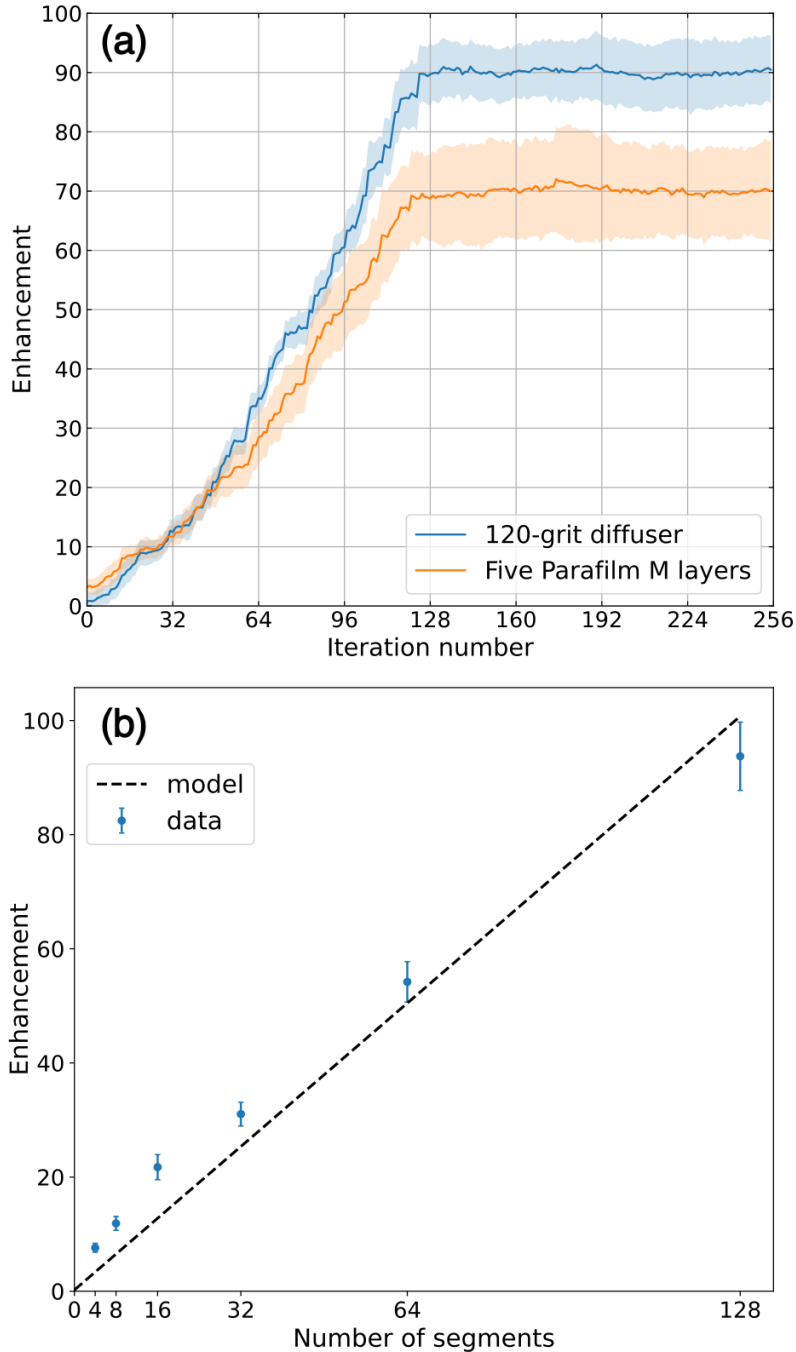 (a)
Enhancement
100
90
80
70
60
50
40
30
20
10
0
120-grit diffuser
Five Parafilm M layers
0 32 64 96 128 160 192 224 256
Iteration number
(b)
model
data
Enhancement
100
80
60
40
20
0
0 4 8 16 32 64 128
Number of segments